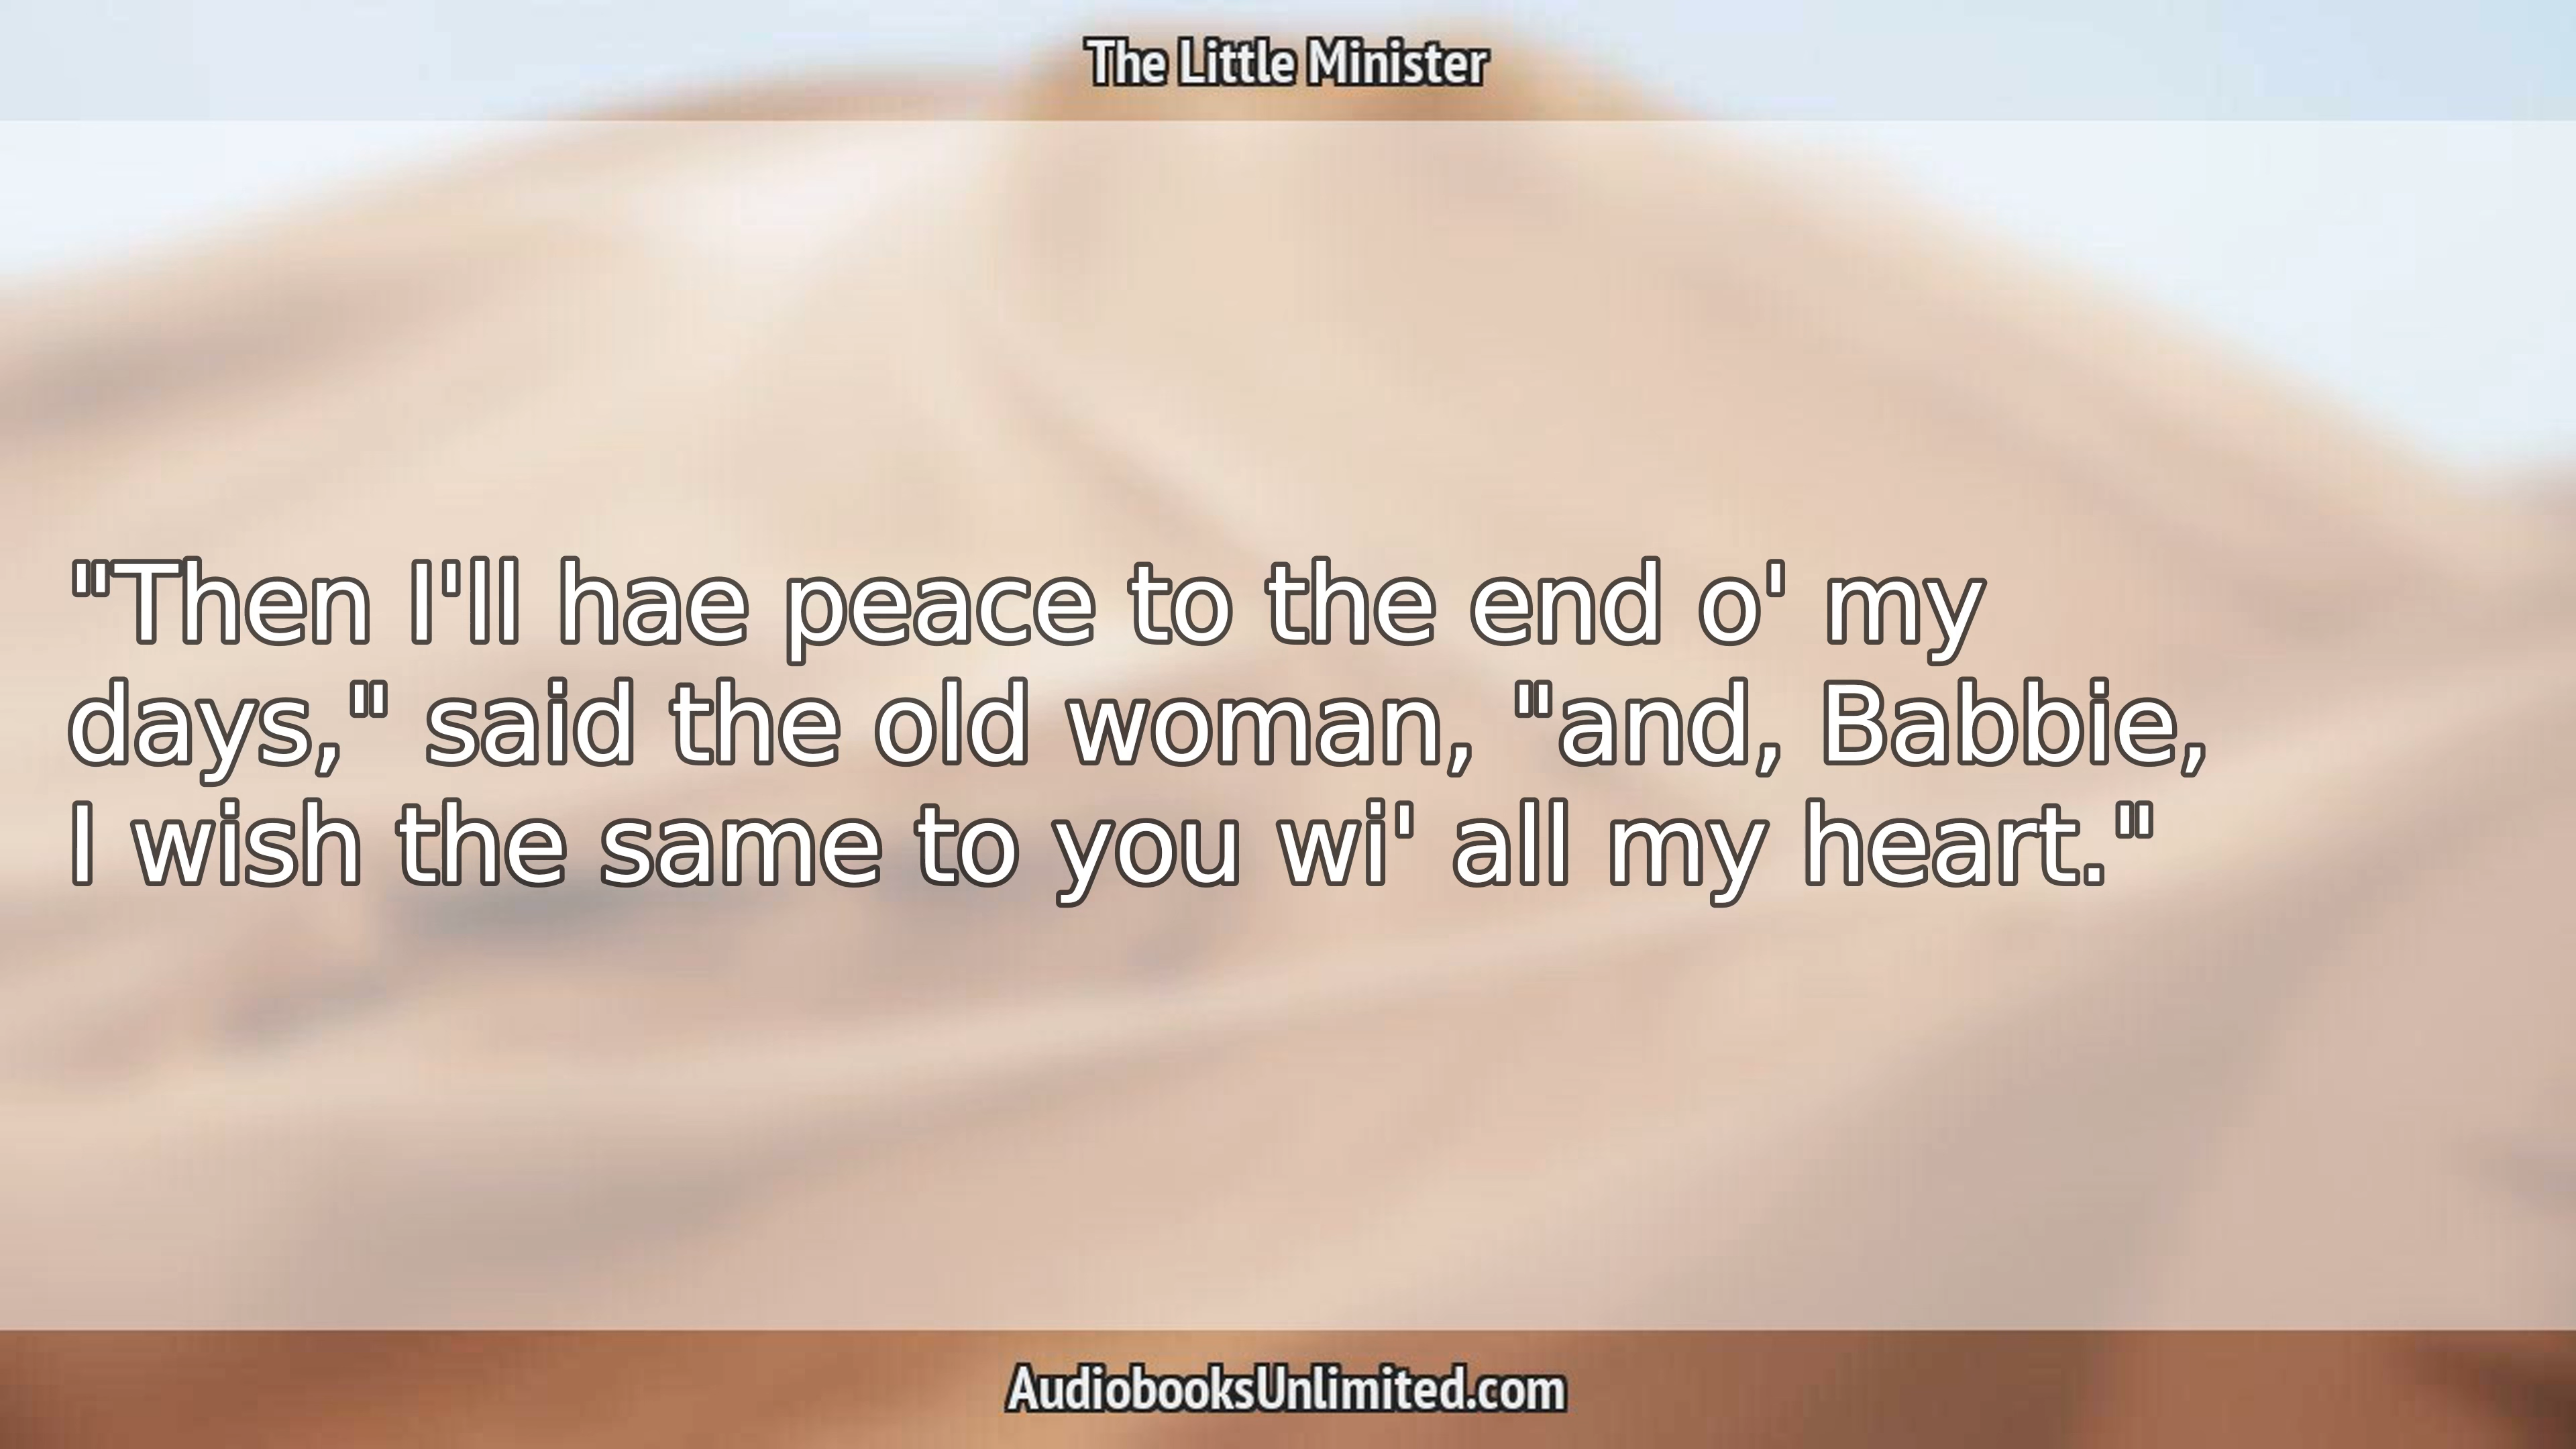 The Little Minister
"Then I'll hae peace to the end o' my
days," said the old woman, "and, Babbie,
I wish the same to you wi' all my heart."
AudiobooksUnlimited.com